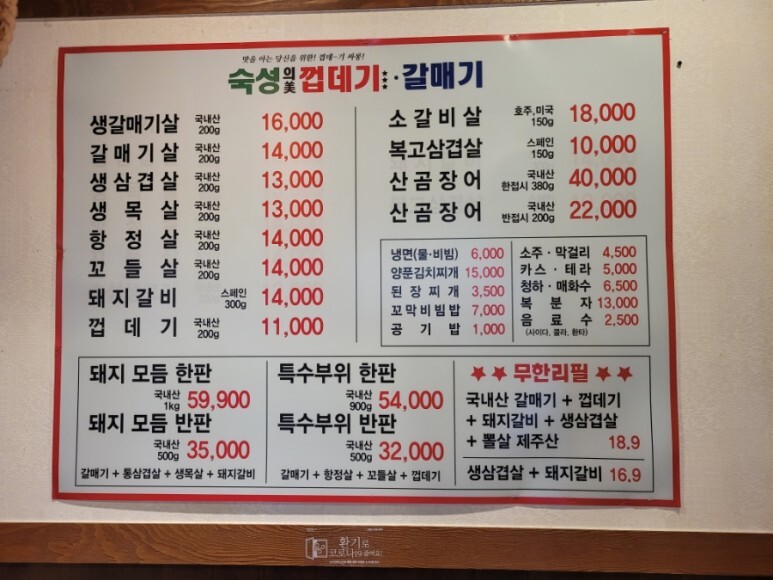 맛을 아는 당신을 위한! 껍데~기 짜봉!
숙성의美 껍데기··갈매기
생갈매기살 국내산 200g 16,000
갈매기살 국내산 200g 14,000
생삼겹살 국내산 200g 13,000
생목살 국내산 200g 13,000
항정살 국내산 200g 14,000
꼬들살 국내산 200g 14,000
돼지갈비 스페인 300g 14,000
껍데기 국내산 200g 11,000
소갈비살 호주,미국 150g 18,000
복고삼겹살 스페인 150g 10,000
산곰장어 국내산 한접시 380g 40,000
산곰장어 국내산 반접시 200g 22,000
냉면(물·비빔) 6,000
양푼김치찌개 15,000
된장찌개 3,500
꼬막비빔밥 7,000
공기밥 1,000
소주·막걸리 4,500
카스·테라 5,000
청하·매화수 6,500
복분자 13,000
음료수 2,500
(사이다, 콜라, 환타)
돼지 모듬 한판
국내산 1kg 59,900
돼지 모듬 반판
국내산 500g 35,000
갈매기+통삼겹살+생목살+돼지갈비
특수부위 한판
국내산 900g 54,000
특수부위 반판
국내산 500g 32,000
갈매기+항정살+꼬들살+껍데기
★★ 무한리필 ★★
국내산 갈매기 + 껍데기
+ 돼지갈비 + 생삼겹살
+ 뽈살 제주산 18.9
생삼겹살 + 돼지갈비 16.9
환기로